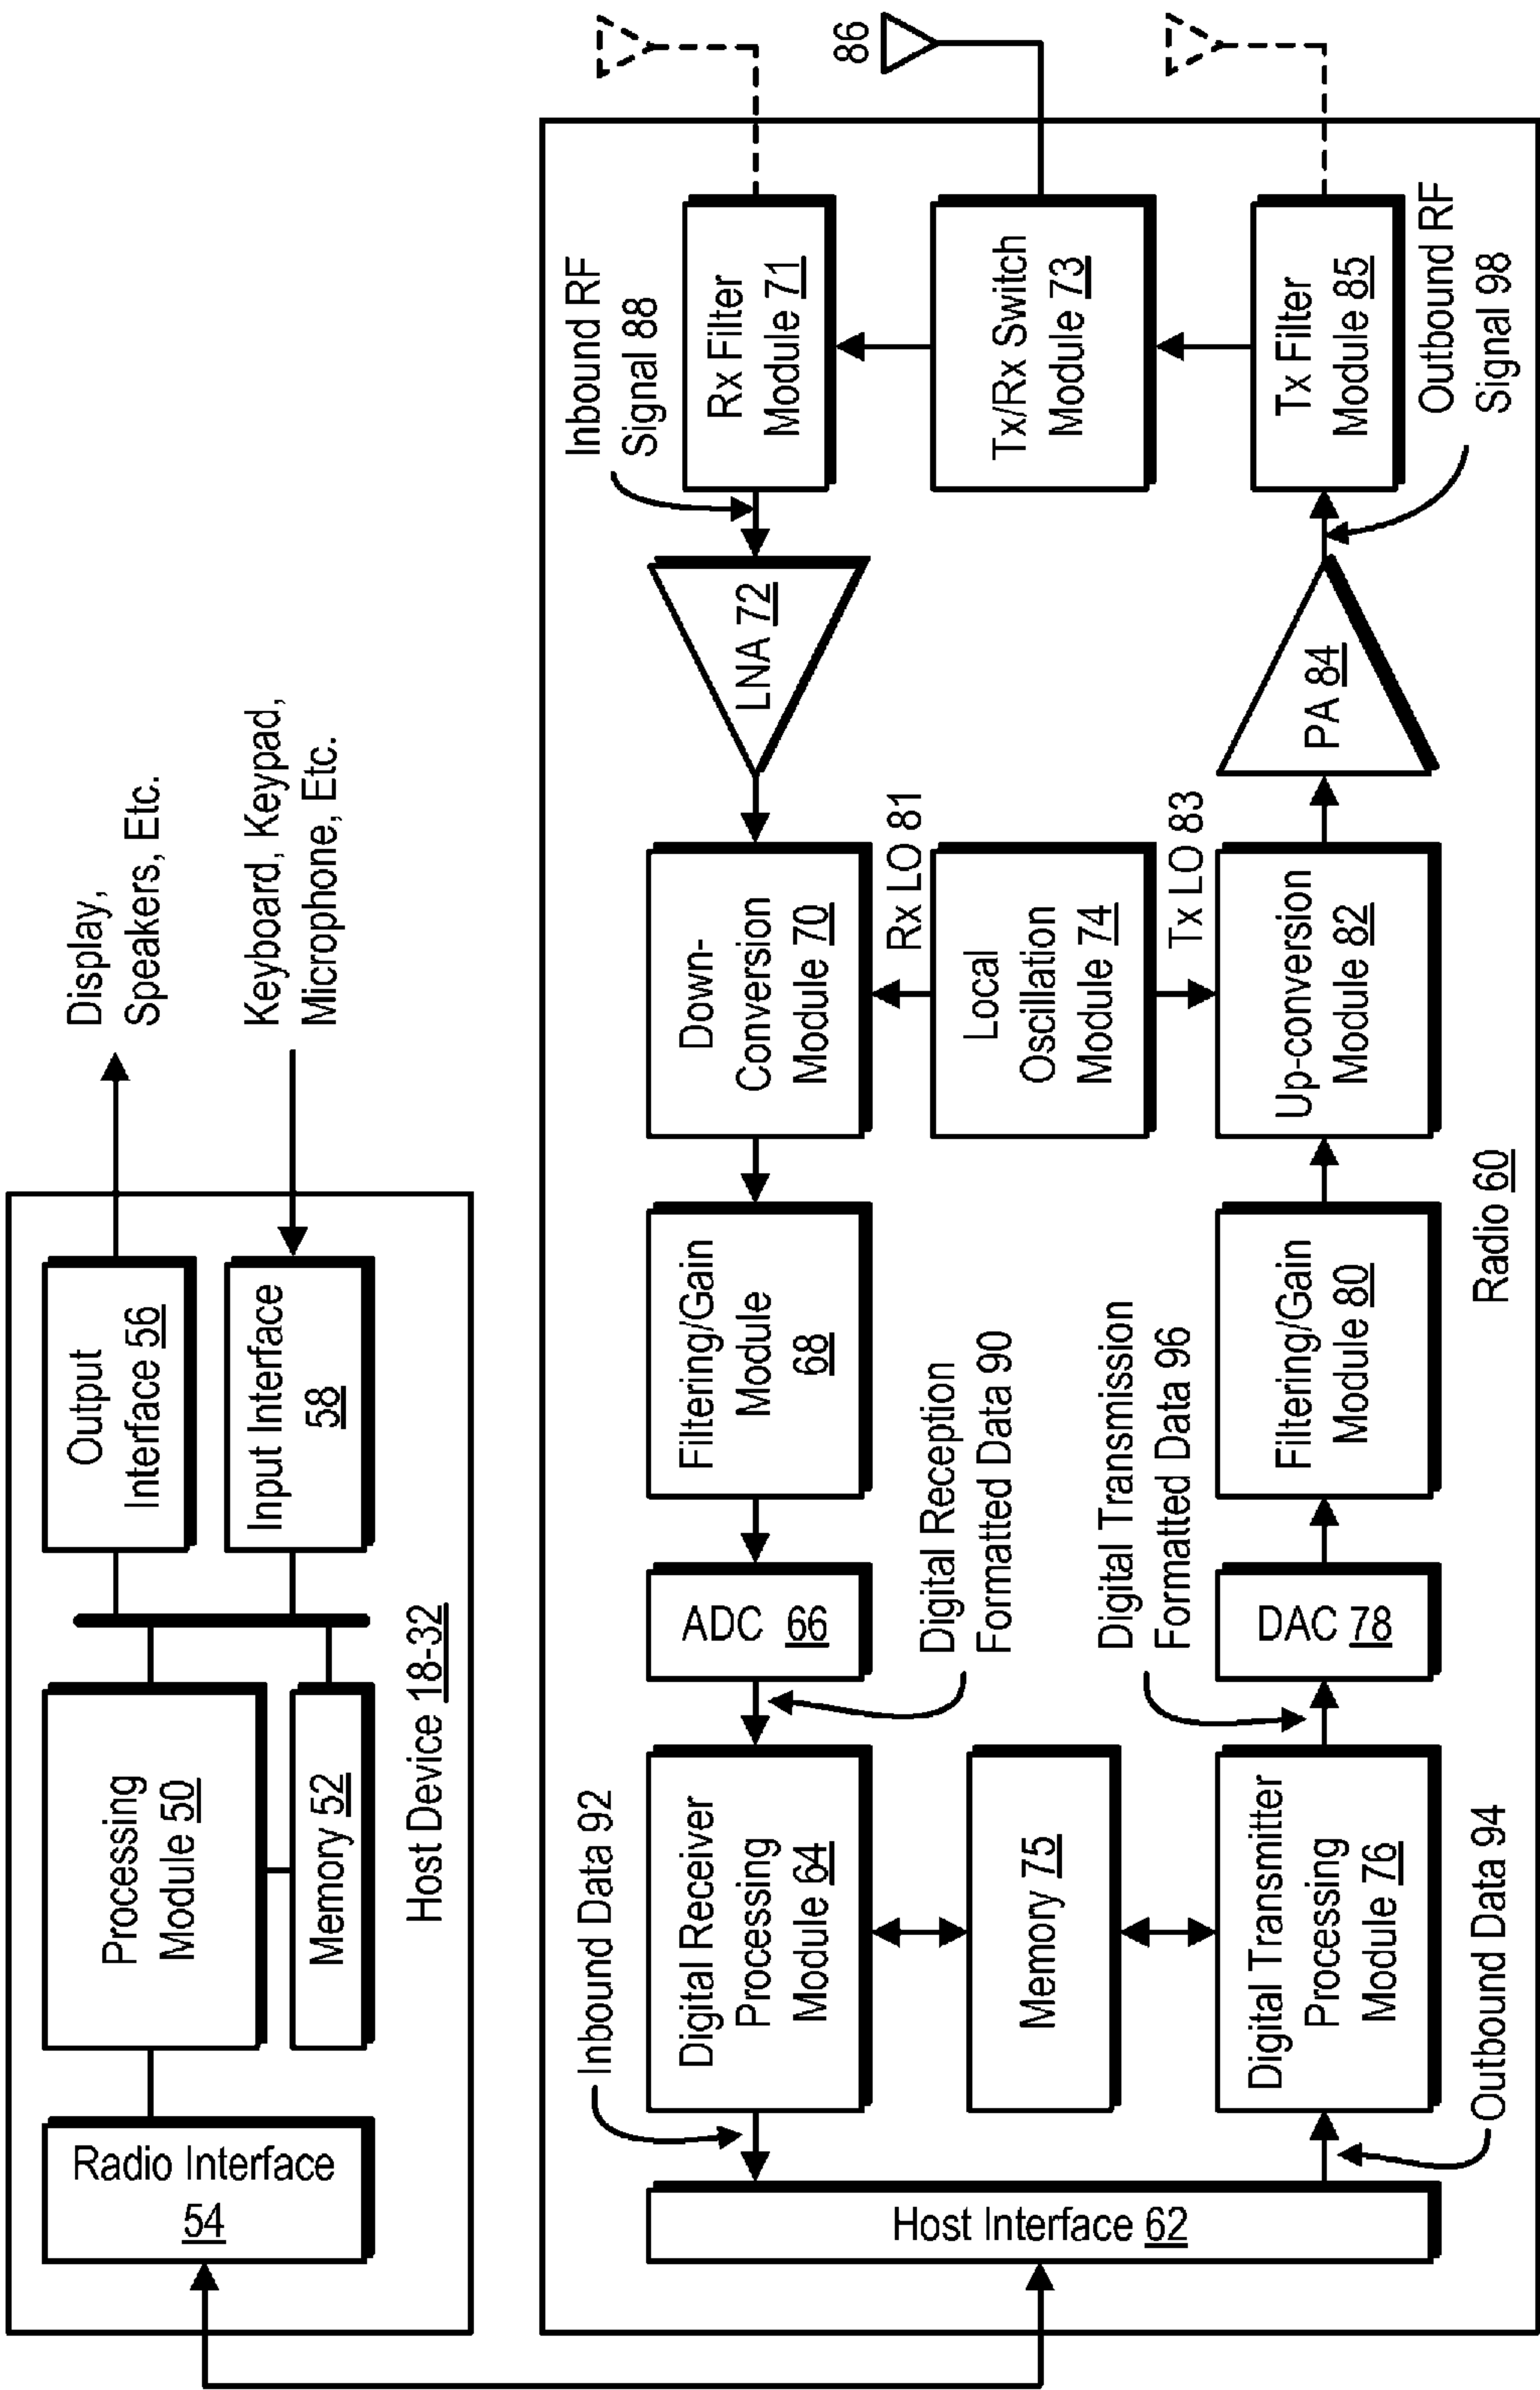 Radio Interface
54
Processing
Module 50
Memory 52
Output
Interface 56
Input Interface
58
Display,
Speakers, Etc.
Keyboard, Keypad,
Microphone, Etc.
Host Device 18-32
Host Interface 62
Inbound Data 92
Digital Receiver
Processing
Module 64
ADC 66
Digital Reception
Formatted Data 90
Filtering/Gain
Module
68
Down-
Conversion
Module 70
LNA 72
Inbound RF
Signal 88
Rx Filter
Module 71
Memory 75
Rx LO 81
Local
Oscillation
Module 74
Tx LO 83
Tx/Rx Switch
Module 73
86
Outbound Data 94
Digital Transmitter
Processing
Module 76
Digital Transmission
Formatted Data 96
DAC 78
Filtering/Gain
Module 80
Up-conversion
Module 82
PA 84
Outbound RF
Signal 98
Tx Filter
Module 85
Radio 60